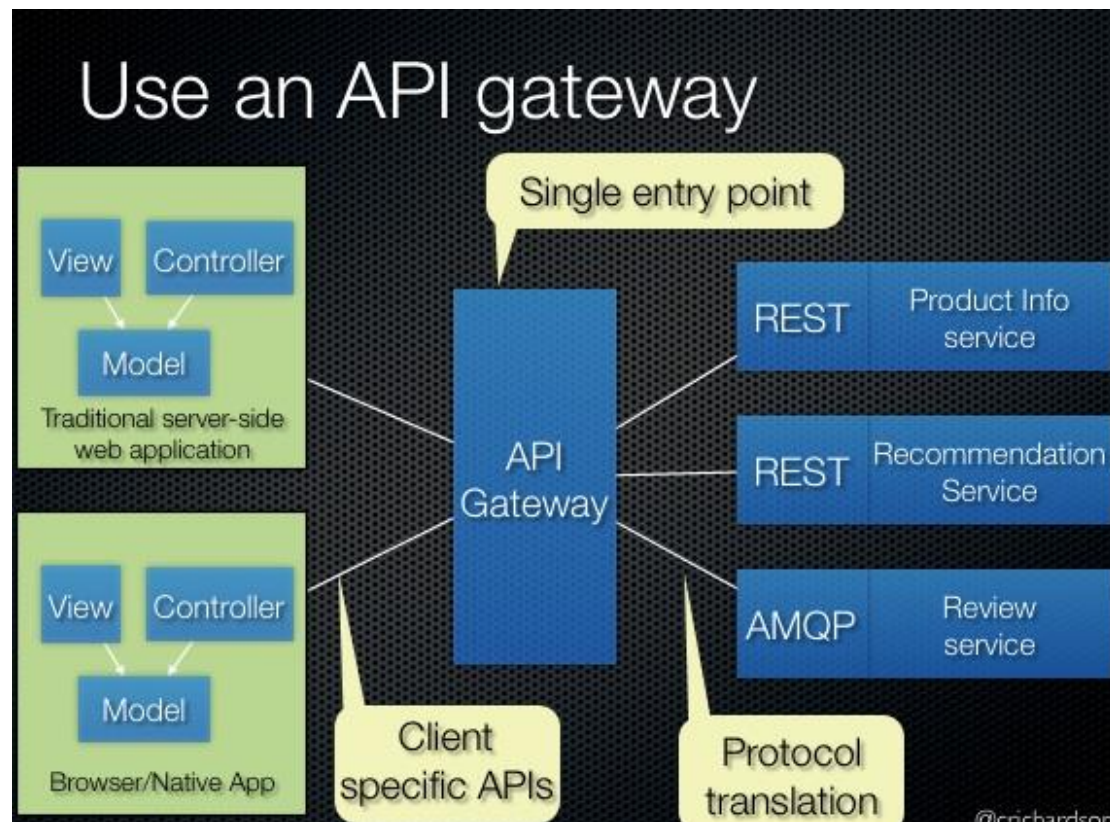 Use an API gateway
Single entry point
View
Controller
Model
Traditional server-side
web application
View
Controller
Model
Browser/Native App
API
Gateway
Client
specific APIs
Protocol
translation
REST
Product Info
service
REST
Recommendation
Service
AMQP
Review
service
@crichardson